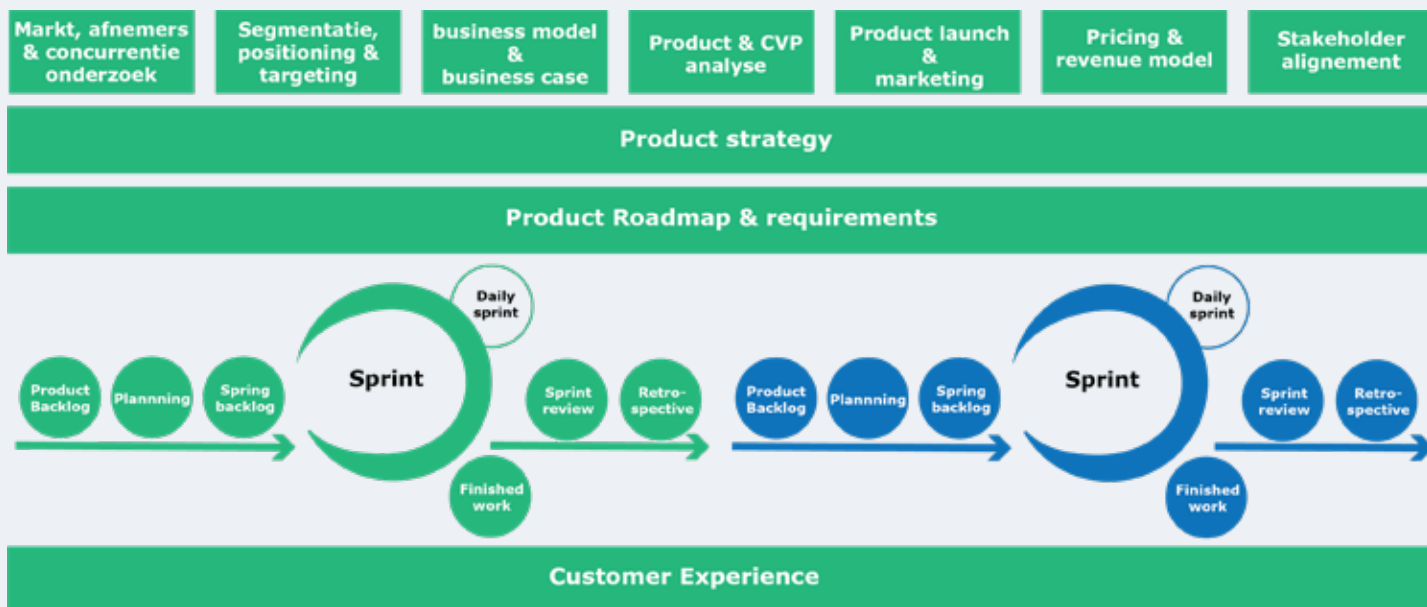 Markt, afnemers
& concurrentie
onderzoek
Segmentatie,
positioning &
targeting
business model
&
business case
Product & CVP
analyse
Product launch
&
marketing
Pricing &
revenue model
Stakeholder
alignement
Product strategy
Product Roadmap & requirements
Product
Backlog
Plannning
Spring
backlog
Sprint
Daily
sprint
Finished
work
Sprint
review
Retro-
spective
Product
Backlog
Plannning
Spring
backlog
Sprint
Daily
sprint
Finished
work
Sprint
review
Retro-
spective
Customer Experience